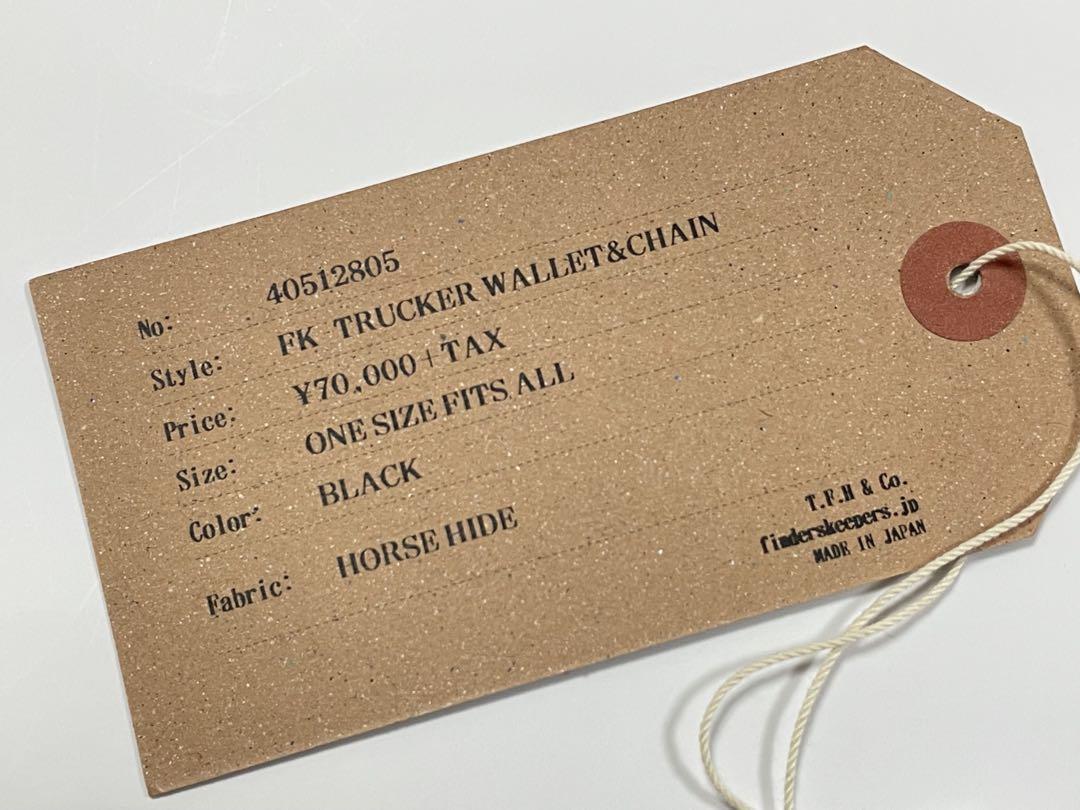 No: 40512805
Style: FK TRUCKER WALLET&CHAIN
Price: ¥70,000+TAX
Size: ONE SIZE FITS ALL
Color: BLACK
Fabric: HORSE HIDE
T.F.H & Co.
finderskeepers.jp
MADE IN JAPAN